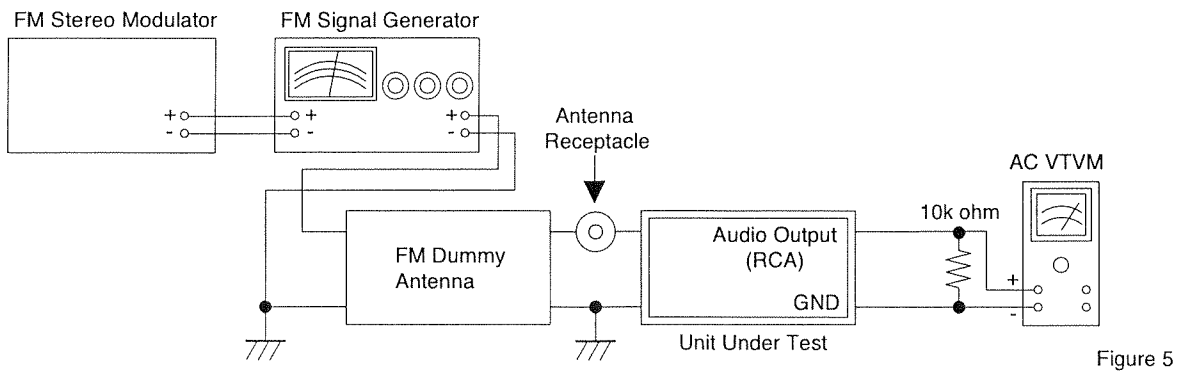 FM Stereo Modulator
FM Signal Generator
+
-
+
-
+
-
Antenna
Receptacle
AC VTVM
10k ohm
FM Dummy
Antenna
Audio Output
(RCA)
GND
+
-
Unit Under Test
Figure 5